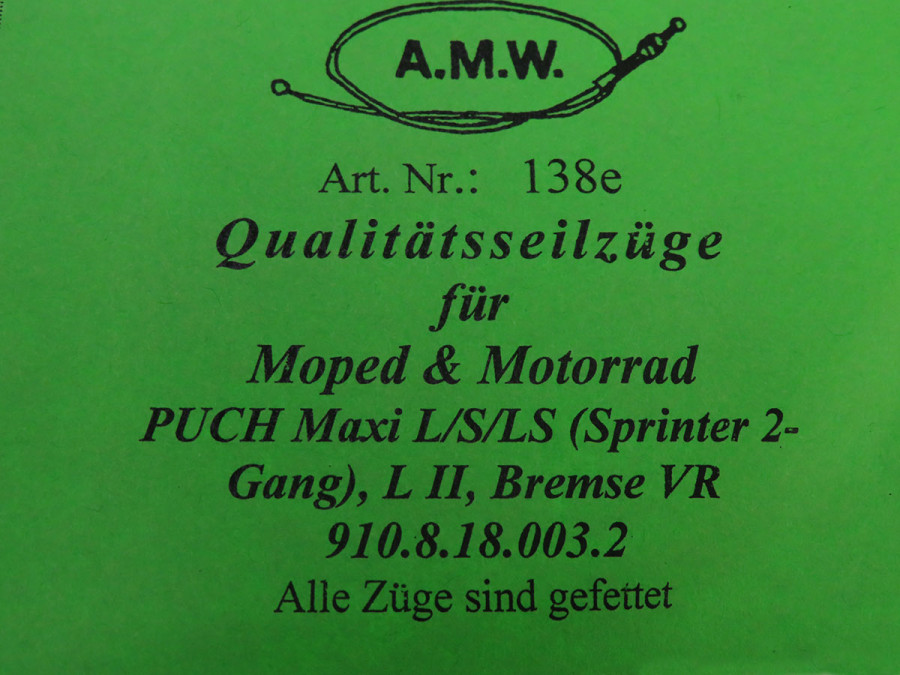 A.M.W.
Art. Nr.: 138e
Qualitätsseilzüge
für
Moped & Motorrad
PUCH Maxi L/S/LS (Sprinter 2-
Gang), L II, Bremse VR
910.8.18.003.2
Alle Züge sind gefettet